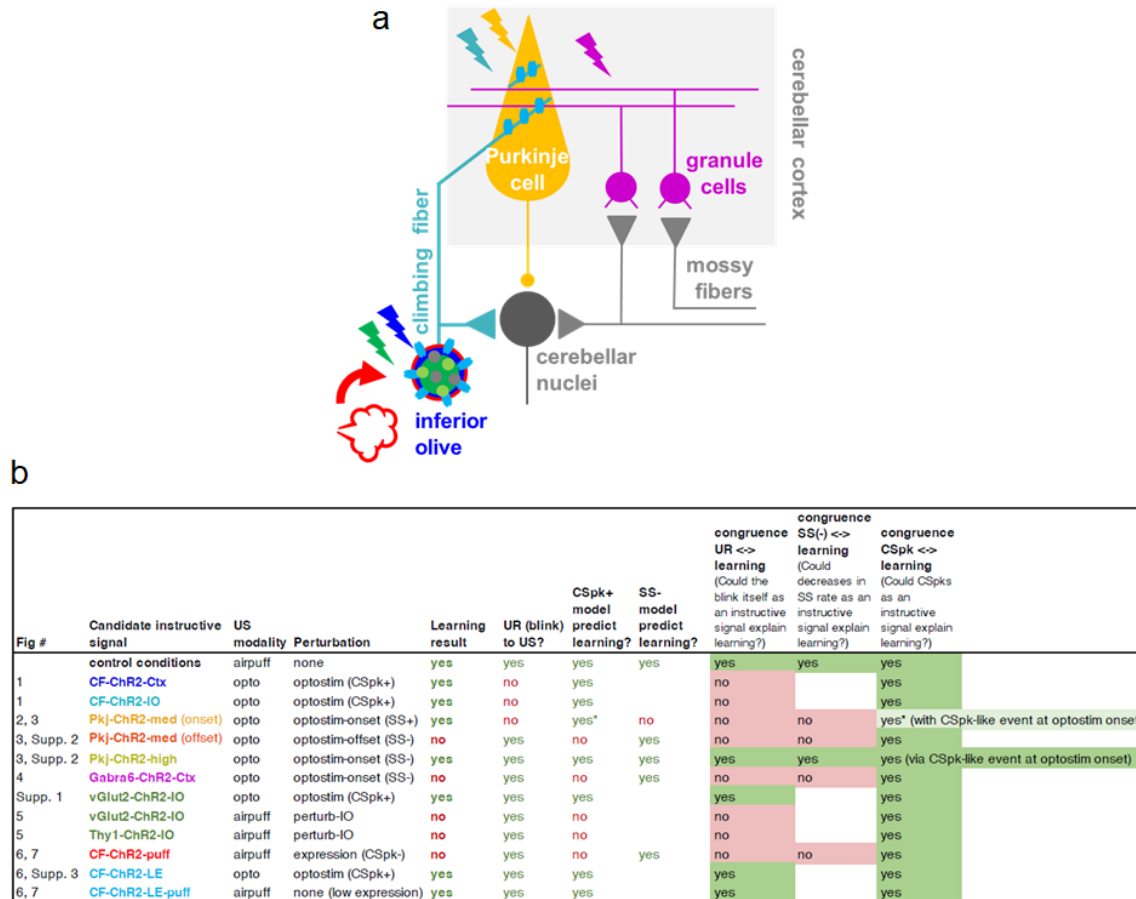 a
Purkinje
cell
granule
cells
cerebellar cortex
climbing fiber
mossy
fibers
cerebellar
nuclei
inferior
olive
b
Fig #
Candidate instructive
signal
US
modality
Perturbation
Learning
result
UR (blink)
to US?
CSpk+
model
predict
learning?
SS-
model
predict
learning?
congruence
UR <->
learning
(Could the
blink itself as
an instructive
signal explain
learning?)
congruence
SS(-) <->
learning
(Could
decreases in
SS rate as an
instructive
signal explain
learning?)
congruence
CSpk <->
learning
(Could CSpks
as an
instructive
signal explain
learning?)
control conditions airpuff none yes yes yes yes yes yes yes
1 CF-ChR2-Ctx opto optostim (CSpk+) yes no yes no yes
1 CF-ChR2-IO opto optostim (CSpk+) yes no yes no yes
2, 3 Pkj-ChR2-med (onset) opto optostim-onset (SS+) yes no yes* no no no yes* (with CSpk-like event at optostim onset
3, Supp. 2 Pkj-ChR2-med (offset) opto optostim-offset (SS-) no yes no yes no no yes
3, Supp. 2 Pkj-ChR2-high opto optostim-onset (SS-) yes yes yes yes yes yes yes (via CSpk-like event at optostim onset)
4 Gabra6-ChR2-Ctx opto optostim-onset (SS-) no yes no yes no no yes
Supp. 1 vGlut2-ChR2-IO opto optostim (CSpk+) yes yes yes yes yes
5 vGlut2-ChR2-IO airpuff perturb-IO no yes no no yes
5 Thy1-ChR2-IO airpuff perturb-IO no yes no no yes
6, 7 CF-ChR2-puff airpuff expression (CSpk-) no yes no yes no no yes
6, Supp. 3 CF-ChR2-LE opto optostim (CSpk+) yes yes yes yes yes
6, 7 CF-ChR2-LE-puff airpuff none (low expression) yes yes yes yes yes